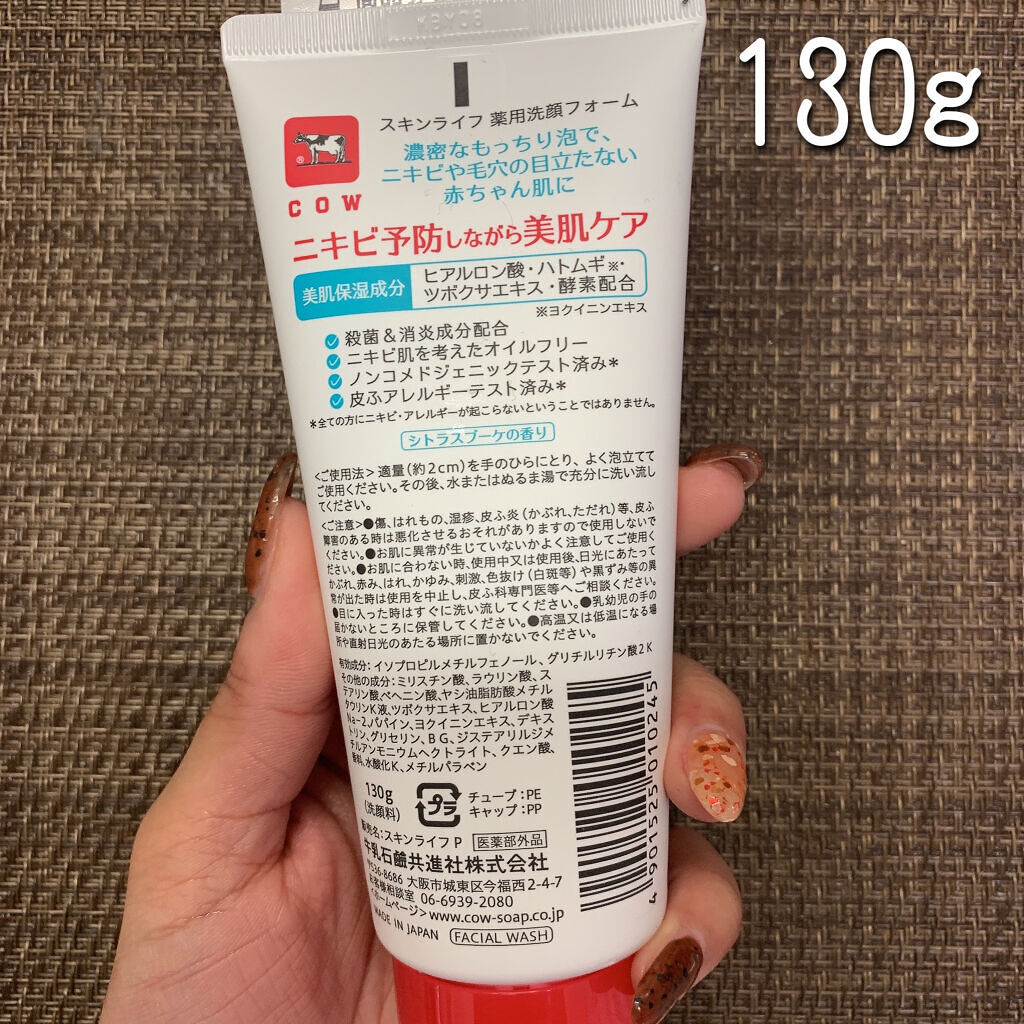 130g
スキンライフ 薬用洗顔フォーム
濃密なもっちり泡で、
ニキビや毛穴の目立たない
赤ちゃん肌に
®
COW
ニキビ予防しながら美肌ケア
美肌保湿成分
ヒアルロン酸・ハトムギ※・
ツボクサエキス・酵素配合
※ヨクイニンエキス
殺菌&消炎成分配合
ニキビ肌を考えたオイルフリー
ノンコメドジェニックテスト済み*
皮ふアレルギーテスト済み*
*全ての方にニキビ・アレルギーが起こらないということではありません。
シトラスブーケの香り
<ご使用法>適量(約2cm)を手のひらにとり、よく泡立てて
ご使用ください。その後、水またはぬるま湯で充分に洗い流し
てください。
<ご注意>●傷、はれもの、湿疹、皮ふ炎(かぶれ、ただれ)等、皮ふ
障害のある時は悪化させるおそれがありますので使用しないで
ください。●お肌に異常が生じていないかよく注意してご使用く
ださい。●お肌に合わない時、使用中又は使用後、日光にあたって
かぶれ、赤み、はれ、かゆみ、刺激、色抜け(白斑等)や黒ずみ等の異
常が出た時は使用を中止し、皮ふ科専門医等へご相談ください。
●目に入った時はすぐに洗い流してください。●乳幼児の手の
届かないところに保管してください。●高温又は低温になる場
所や直射日光のあたる場所に置かないでください。
有効成分:イソプロピルメチルフェノール、グリチルリチン酸2K
その他の成分:ミリスチン酸、ラウリン酸、ス
テアリン酸、ベヘニン酸、ヤシ油脂肪酸メチル
タウリンK液、ツボクサエキス、ヒアルロン酸
Na-2、パパイン、ヨクイニンエキス、デキス
トリン、グリセリン、BG、ジステアリルジメ
チルアンモニウムヘクトライト、クエン酸、
香料、水酸化K、メチルパラベン
130g
(洗顔料)
プラ
チューブ:PE
キャップ:PP
販売名:スキンライフP
医薬部外品
牛乳石鹼共進社株式会社
〒536-8686 大阪市城東区今福西2-4-7
お客様相談室 06-6939-2080
<ホームページ>www.cow-soap.co.jp
MADE IN JAPAN
FACIAL WASH
4 901525 010245